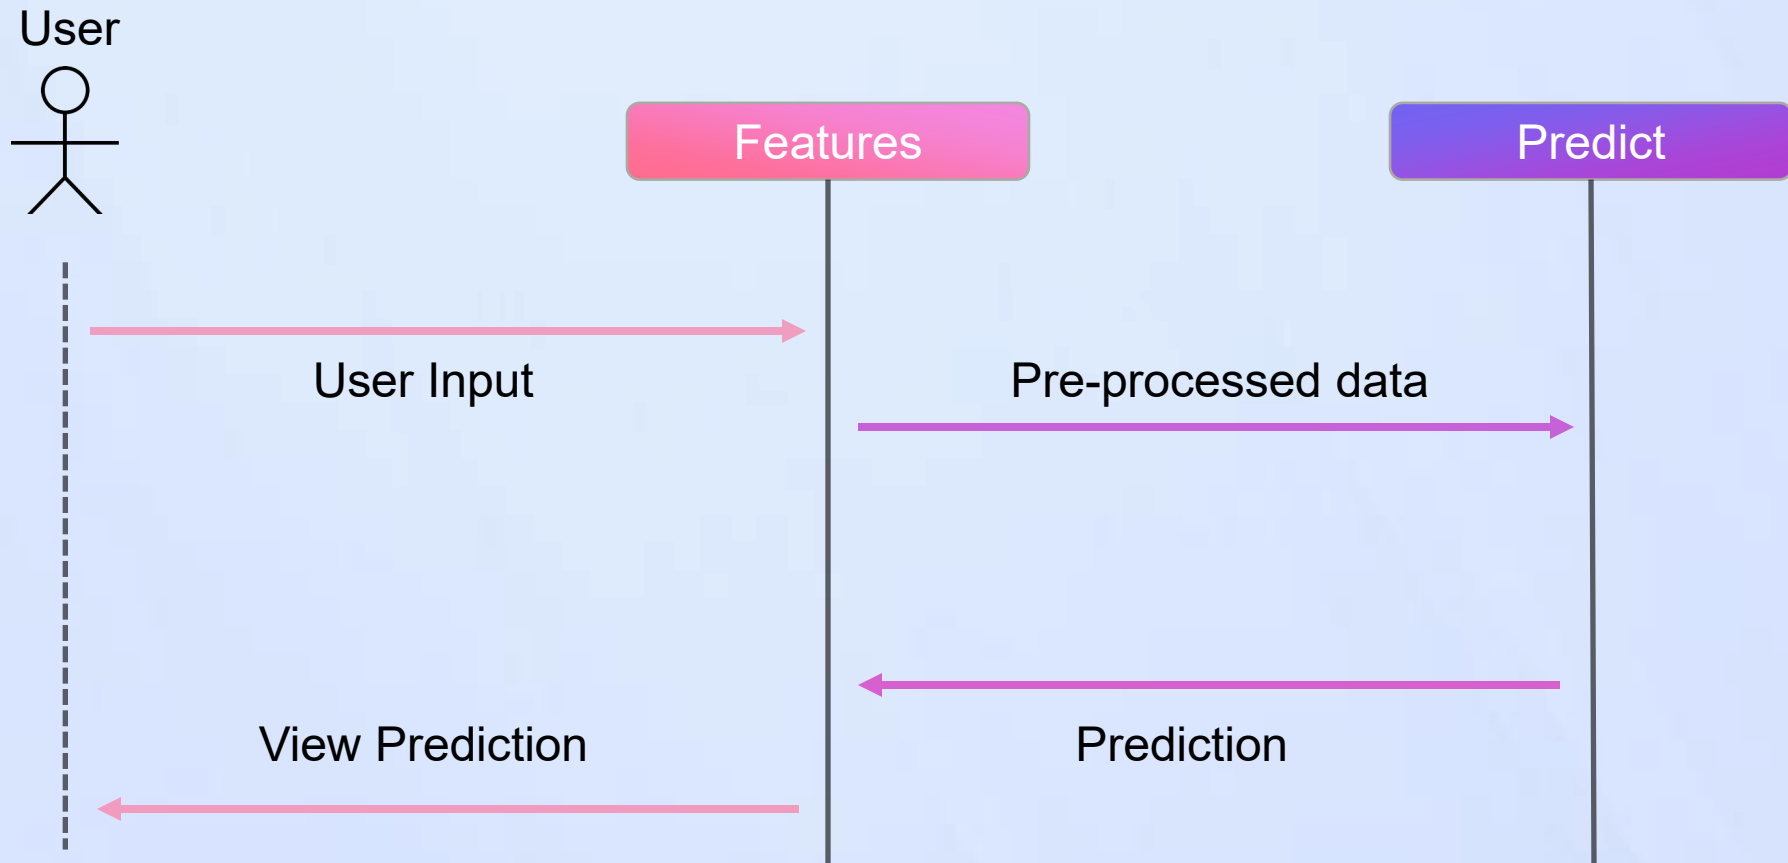 User
Features
Predict
User Input
Pre-processed data
View Prediction
Prediction